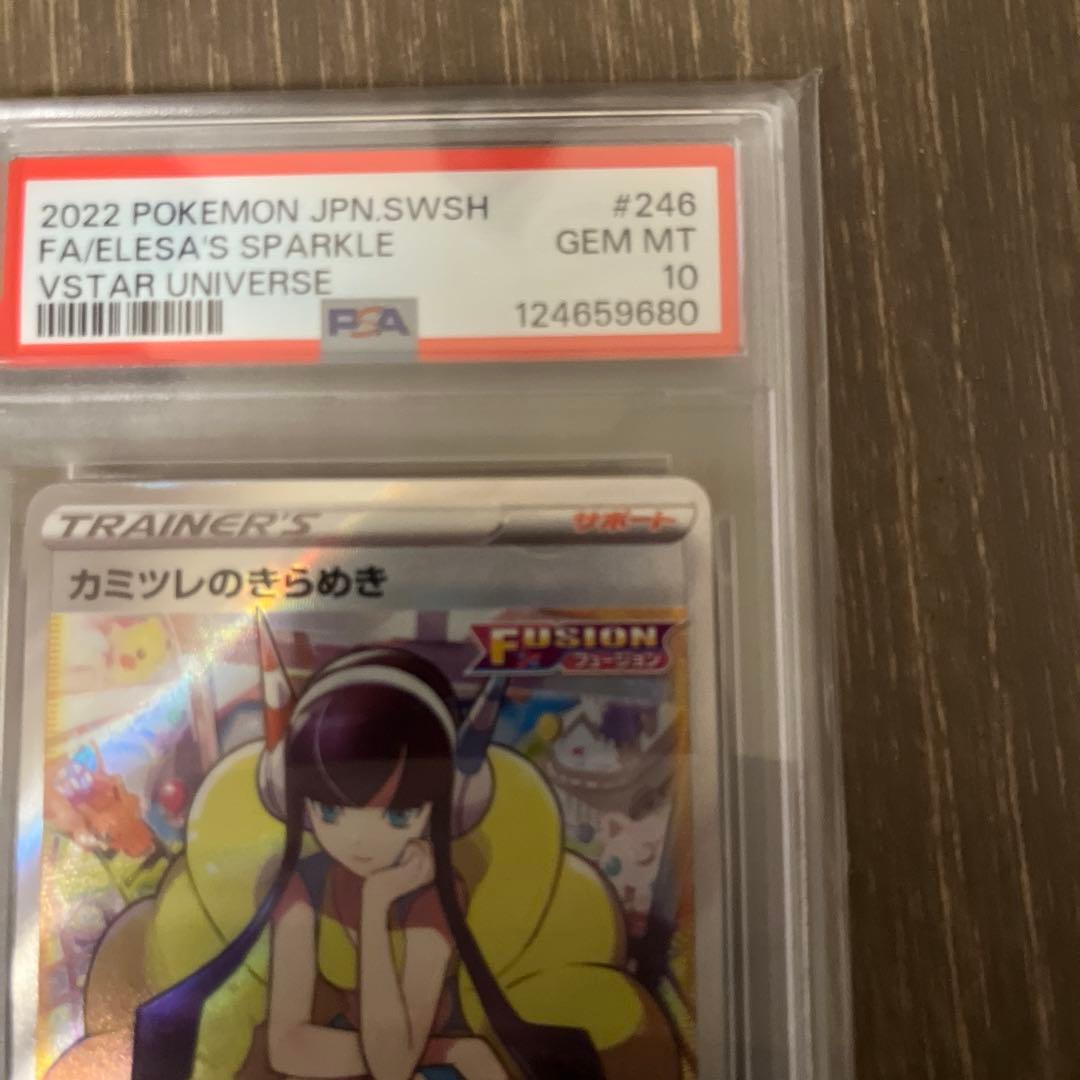 2022 POKEMON JPN.SWSH #246
FA/ELESA'S SPARKLE GEM MT
VSTAR UNIVERSE 10
PSA 124659680
TRAINER'S サポート
カミツレのきらめき
FUSION
フュージョン